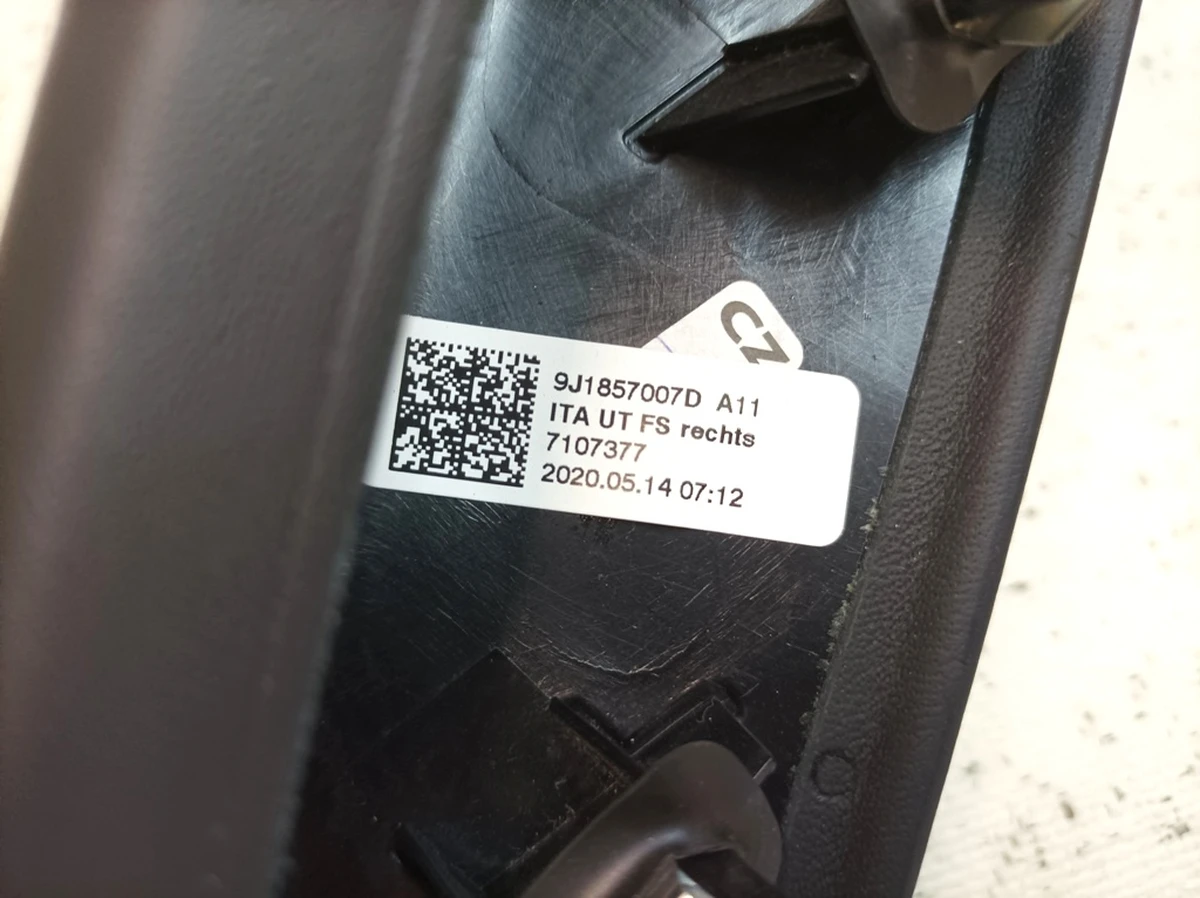 CZ
9J1857007D A11
ITA UT FS rechts
7107377
2020.05.14 07:12